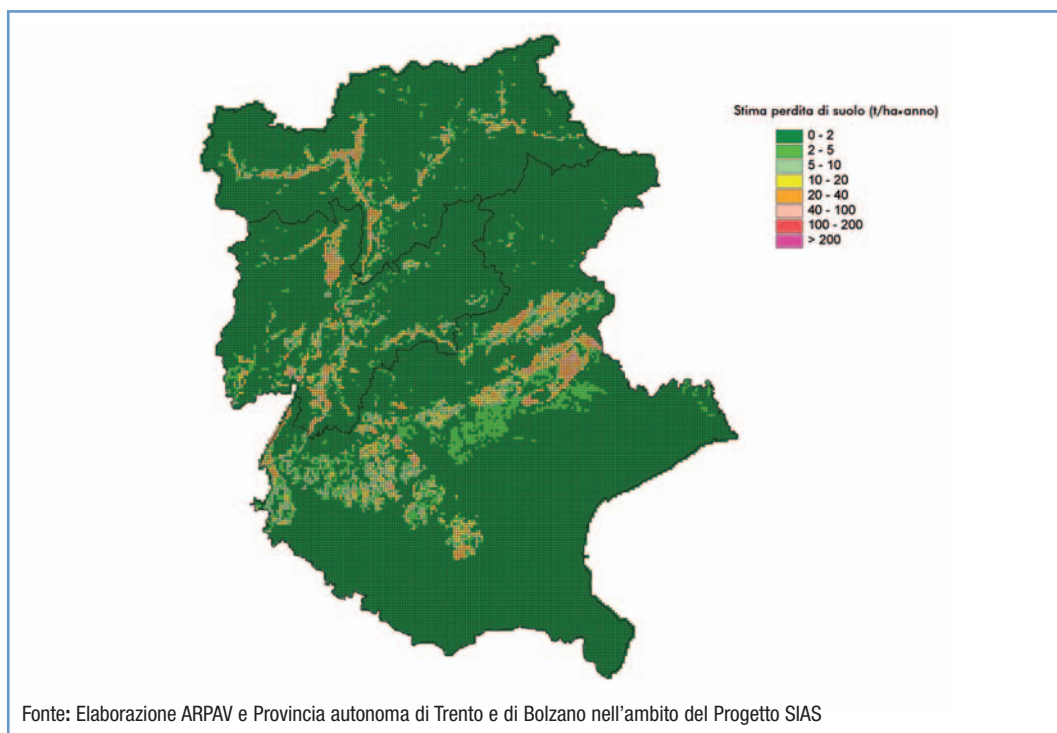 Stima perdita di suolo (t/ha•anno)
0 - 2
2 - 5
5 - 10
10 - 20
20 - 40
40 - 100
100 - 200
> 200
Fonte: Elaborazione ARPAV e Provincia autonoma di Trento e di Bolzano nell'ambito del Progetto SIAS